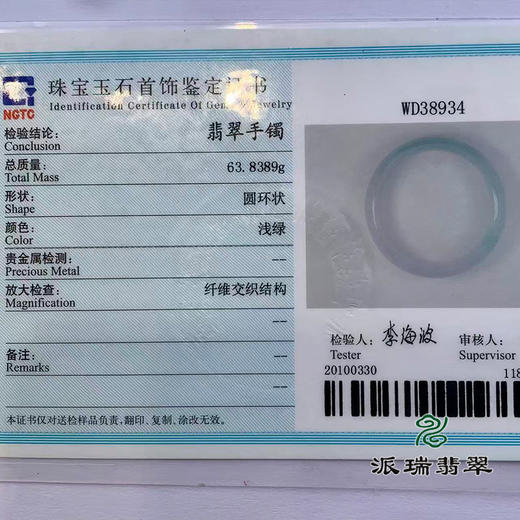 NGTC
珠宝玉石首饰鉴定证书
Identification Certificate Of Gem & Jewelry
检验结论: 翡翠手镯
Conclusion
总质量: 63.8389g
Total Mass
形状: 圆环状
Shape
颜色: 浅绿
Color
贵金属检测: --
Precious Metal
放大检查: 纤维交织结构
Magnification
--
备注: --
Remarks
--
本证书仅对送检样品负责,翻印、复制、涂改无效。
WD38934
检验人: 李海波
Tester
审核人:
Supervisor
20100330
118
派瑞翡翠